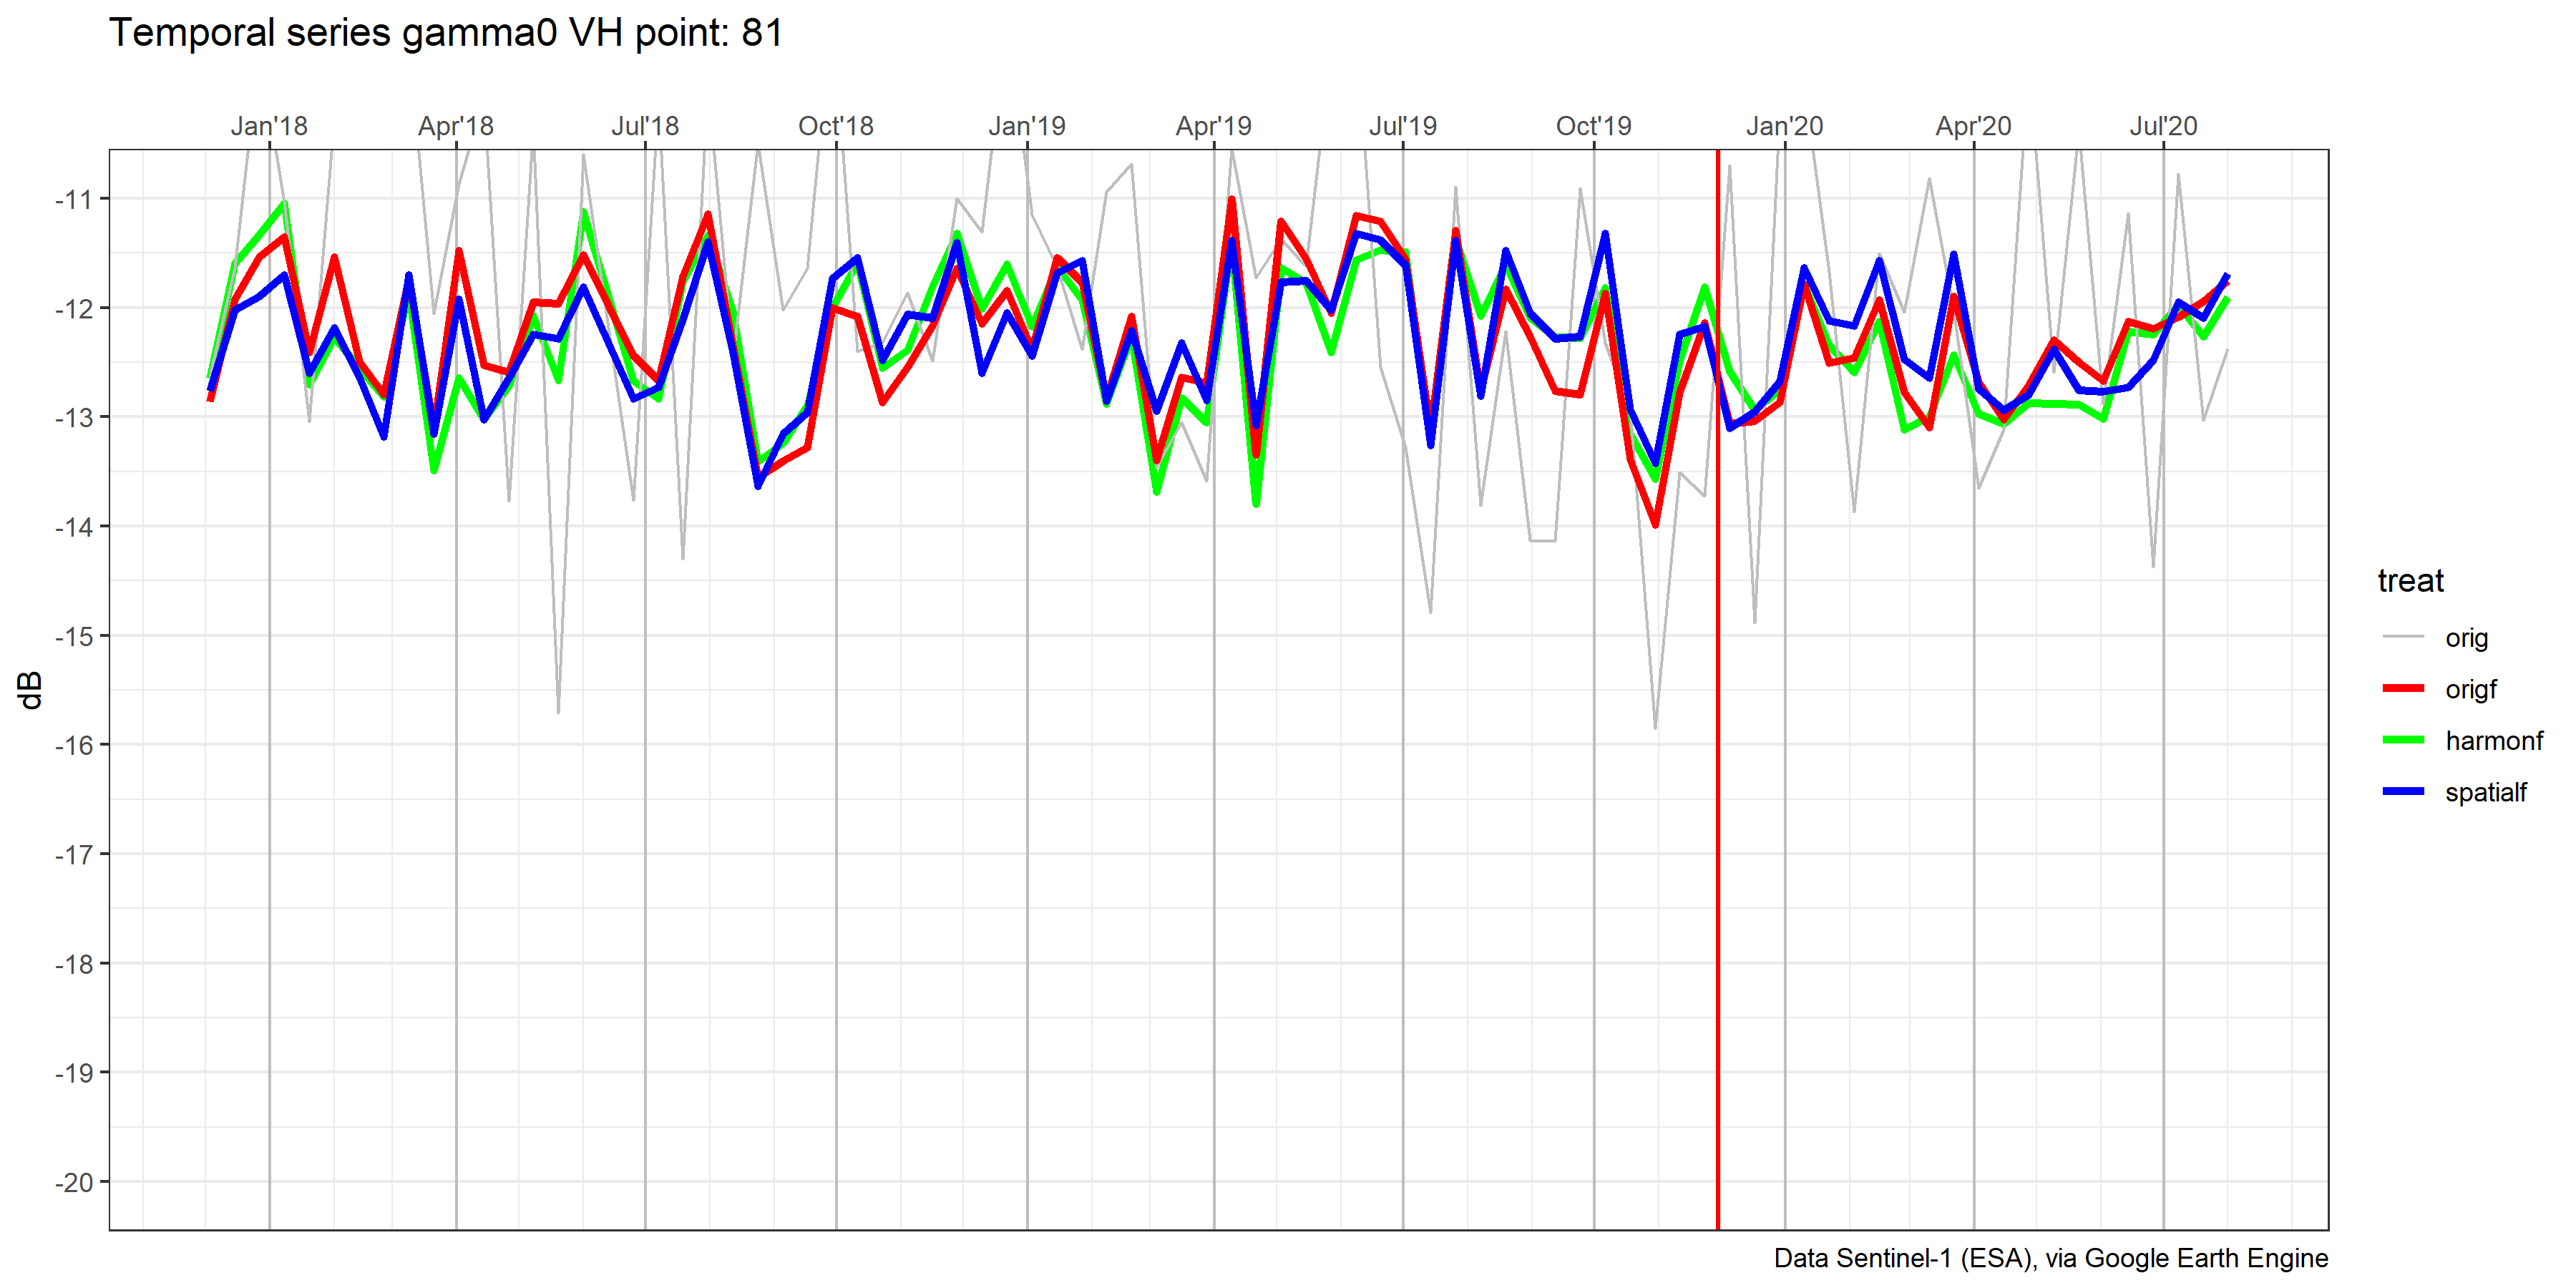 Temporal series gamma0 VH point: 81
Jan'18 Apr'18 Jul'18 Oct'18 Jan'19 Apr'19 Jul'19 Oct'19 Jan'20 Apr'20 Jul'20
-11
-12
-13
-14
-15
-16
-17
-18
-19
-20
dB
treat
orig
origf
harmonf
spatialf
Data Sentinel-1 (ESA), via Google Earth Engine